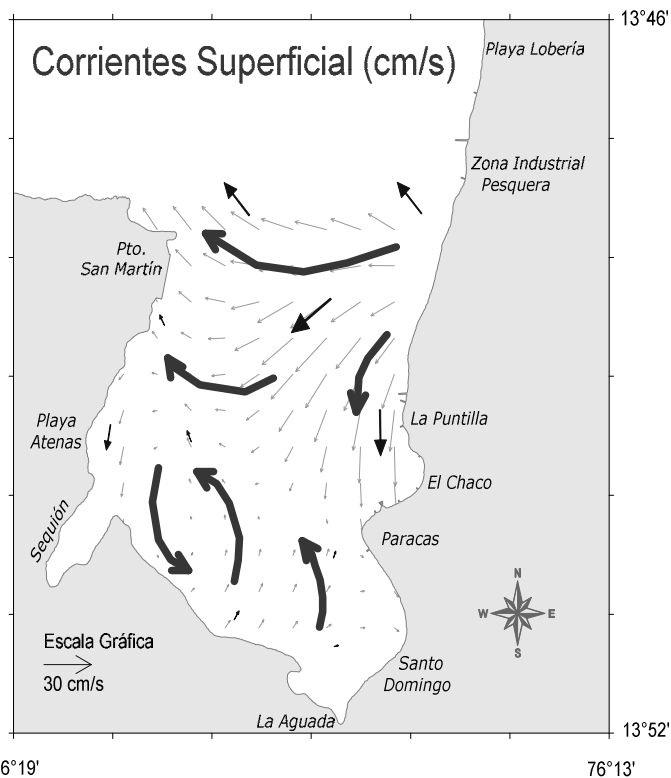 13°46'
Playa Lobería
Corrientes Superficial (cm/s)
Zona Industrial
Pesquera
Pto.
San Martín
Playa
Atenas
La Puntilla
El Chaco
Sequión
Paracas
N
W
E
S
Escala Gráfica
30 cm/s
Santo
Domingo
La Aguada
13°52'
6°19'
76°13'